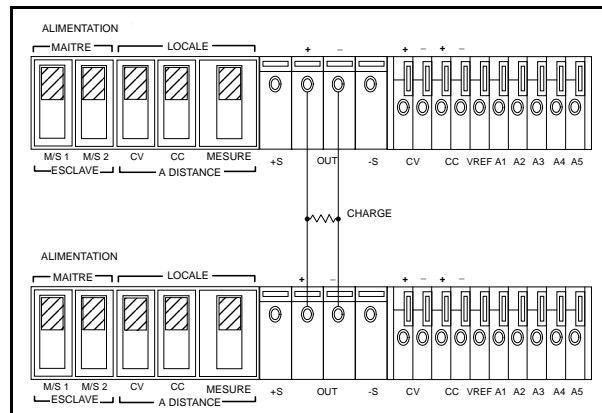 ALIMENTATION
MAITRE LOCALE
+ – + – + –
M/S 1 M/S 2 CV CC MESURE +S OUT -S CV CC VREF A1 A2 A3 A4 A5
ESCLAVE A DISTANCE
CHARGE
ALIMENTATION
MAITRE LOCALE
+ – + – + –
M/S 1 M/S 2 CV CC MESURE +S OUT -S CV CC VREF A1 A2 A3 A4 A5
ESCLAVE A DISTANCE